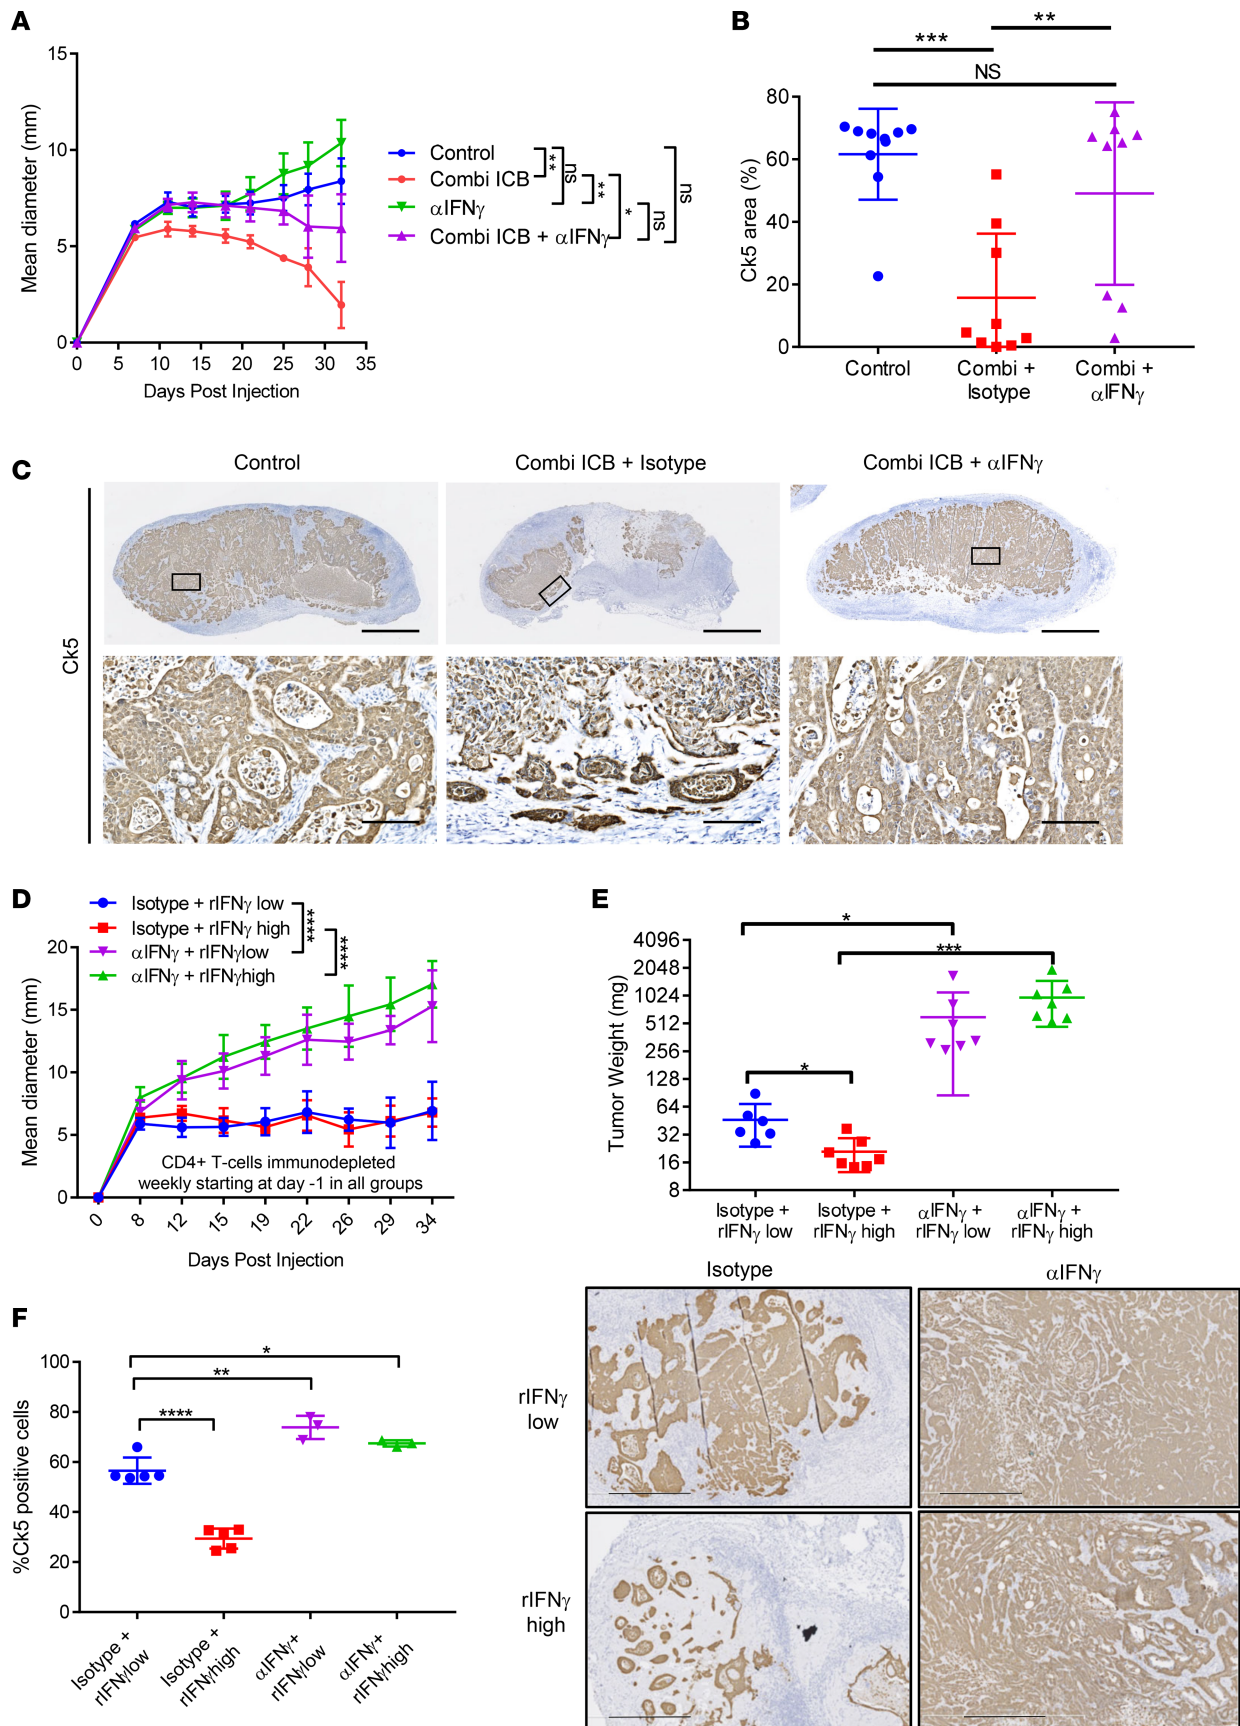 A
15
10
5
0
Mean diameter (mm)
0 5 10 15 20 25 30 35
Days Post Injection
Control
Combi ICB
αIFNγ
Combi ICB + αIFNγ
**
ns
**
*
ns
ns
B
***
**
NS
80
60
40
20
0
Ck5 area (%)
Control
Combi +
Isotype
Combi +
αIFNγ
C
Control
Combi ICB + Isotype
Combi ICB + αIFNγ
Ck5
D
Isotype + rIFNγ low
Isotype + rIFNγ high
αIFNγ + rIFNγlow
αIFNγ + rIFNγhigh
****
****
20
15
10
5
0
Mean diameter (mm)
CD4+ T-cells immunodepleted
weekly starting at day -1 in all groups
0 8 12 15 19 22 26 29 34
Days Post Injection
E
*
***
*
4096
2048
1024
512
256
128
64
32
16
8
Tumor Weight (mg)
Isotype +
rIFNγ low
Isotype +
rIFNγ high
αIFNγ +
rIFNγ low
αIFNγ +
rIFNγ high
F
*
**
****
100
80
60
40
20
0
%Ck5 positive cells
Isotype +
rIFNγlow
Isotype +
rIFNγhigh
αIFNγ+
rIFNγlow
αIFNγ+
rIFNγhigh
Isotype
αIFNγ
rIFNγ
low
rIFNγ
high